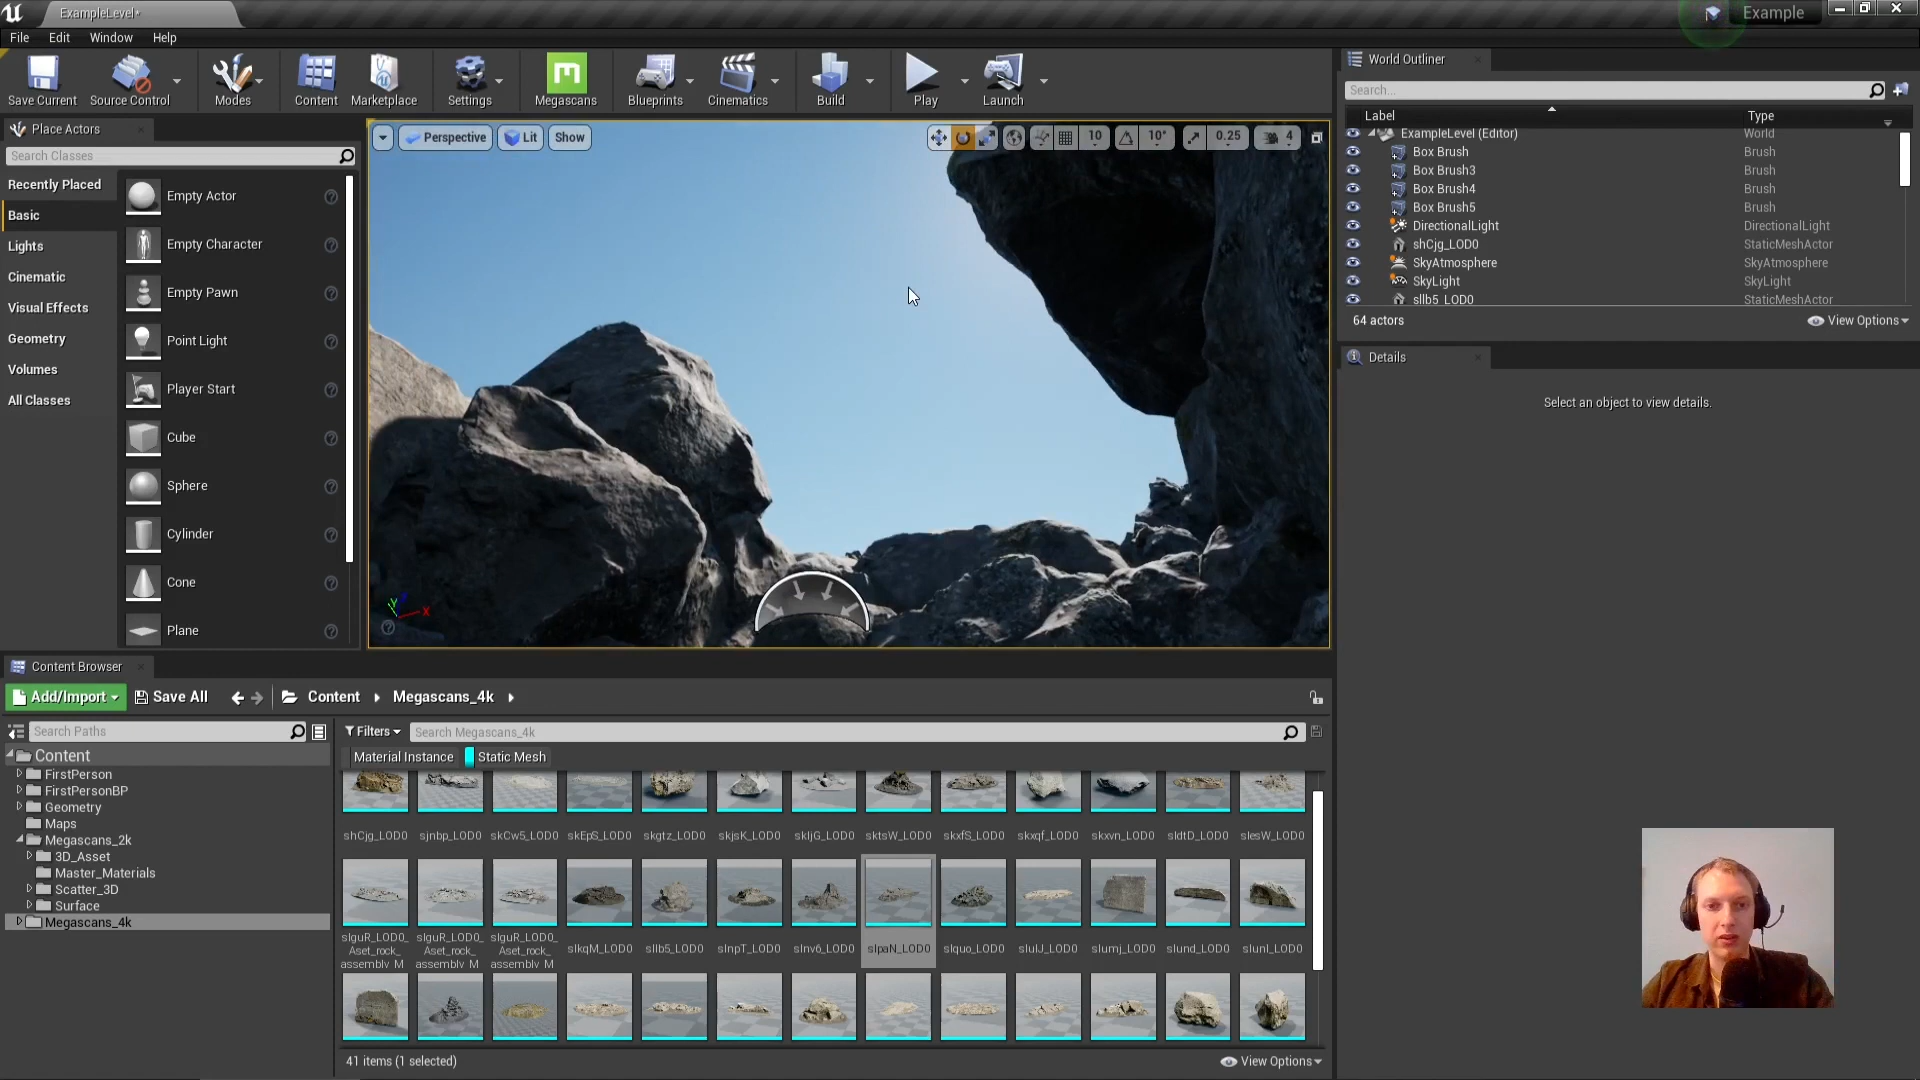 ExampleLevel*
Example
File Edit Window Help
Save Current
Source Control
Modes
Content
Marketplace
Settings
Megascans
Blueprints
Cinematics
Build
Play
Launch
Place Actors
Search Classes
Recently Placed
Basic
Lights
Cinematic
Visual Effects
Geometry
Volumes
All Classes
Empty Actor
Empty Character
Empty Pawn
Point Light
Player Start
Cube
Sphere
Cylinder
Cone
Plane
Perspective Lit Show
10 10° 0.25 4
Y X
World Outliner
Search...
Label Type
ExampleLevel (Editor) World
Box Brush Brush
Box Brush3 Brush
Box Brush4 Brush
Box Brush5 Brush
DirectionalLight DirectionalLight
shCjg_LOD0 StaticMeshActor
SkyAtmosphere SkyAtmosphere
SkyLight SkyLight
sllb5_LOD0 StaticMeshActor
64 actors View Options
Details
Select an object to view details.
Content Browser
Add/Import Save All Content Megascans_4k
Search Paths
Content
FirstPerson
FirstPersonBP
Geometry
Maps
Megascans_2k
3D_Asset
Master_Materials
Scatter_3D
Surface
Megascans_4k
Filters Search Megascans_4k
Material Instance Static Mesh
shCjg_LOD0 sjnbp_LOD0 skCw5_LOD0 skEpS_LOD0 skgtz_LOD0 skjsK_LOD0 skljG_LOD0 sktsW_LOD0 skxfS_LOD0 skxqf_LOD0 skxvn_LOD0 sldtD_LOD0 slesW_LOD0
slguR_LOD0_ slguR_LOD0_ slguR_LOD0_ slkqM_LOD0 sllb5_LOD0 slnpT_LOD0 slnv6_LOD0 slpaN_LOD0 slquo_LOD0 slulJ_LOD0 slumj_LOD0 slund_LOD0 slunl_LOD0
Aset_rock_ Aset_rock_ Aset_rock_
assembly_M assembly_M assembly_M
41 items (1 selected) View Options